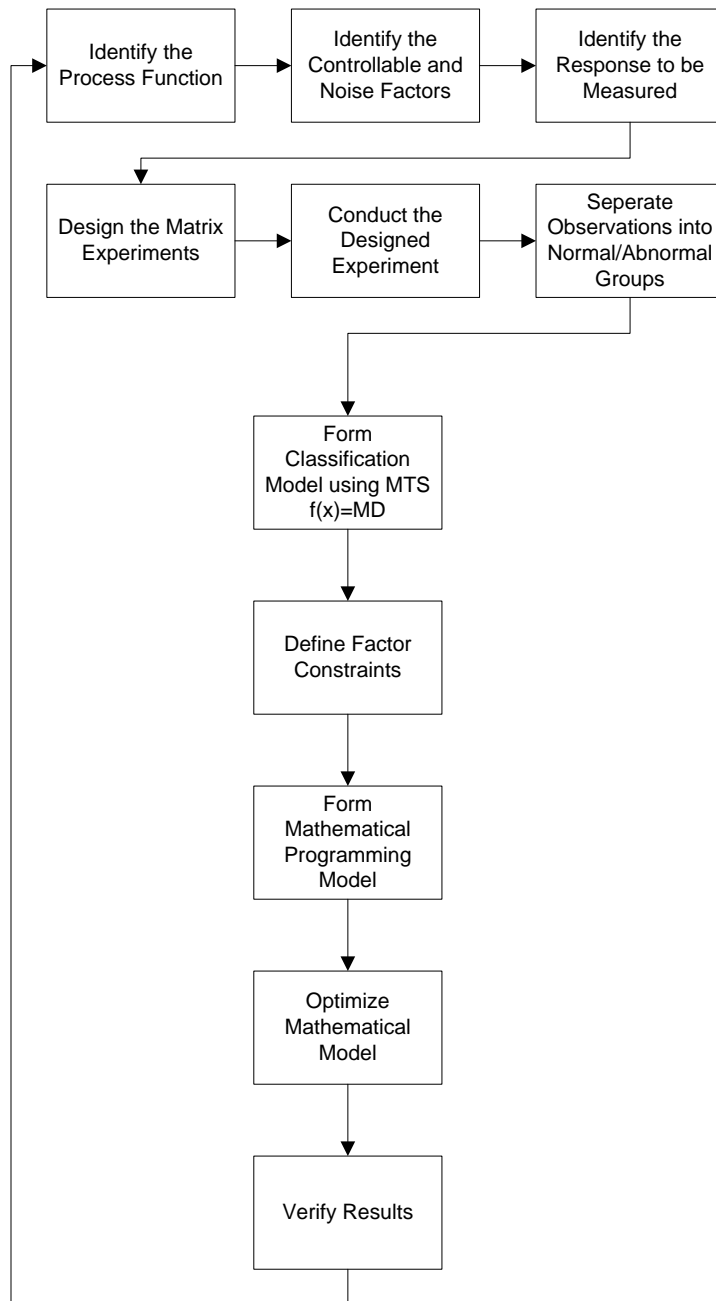 Identify the
Process Function
Identify the
Controllable and
Noise Factors
Identify the
Response to be
Measured
Design the Matrix
Experiments
Conduct the
Designed
Experiment
Seperate
Observations into
Normal/Abnormal
Groups
Form
Classification
Model using MTS
f(x)=MD
Define Factor
Constraints
Form
Mathematical
Programming
Model
Optimize
Mathematical
Model
Verify Results